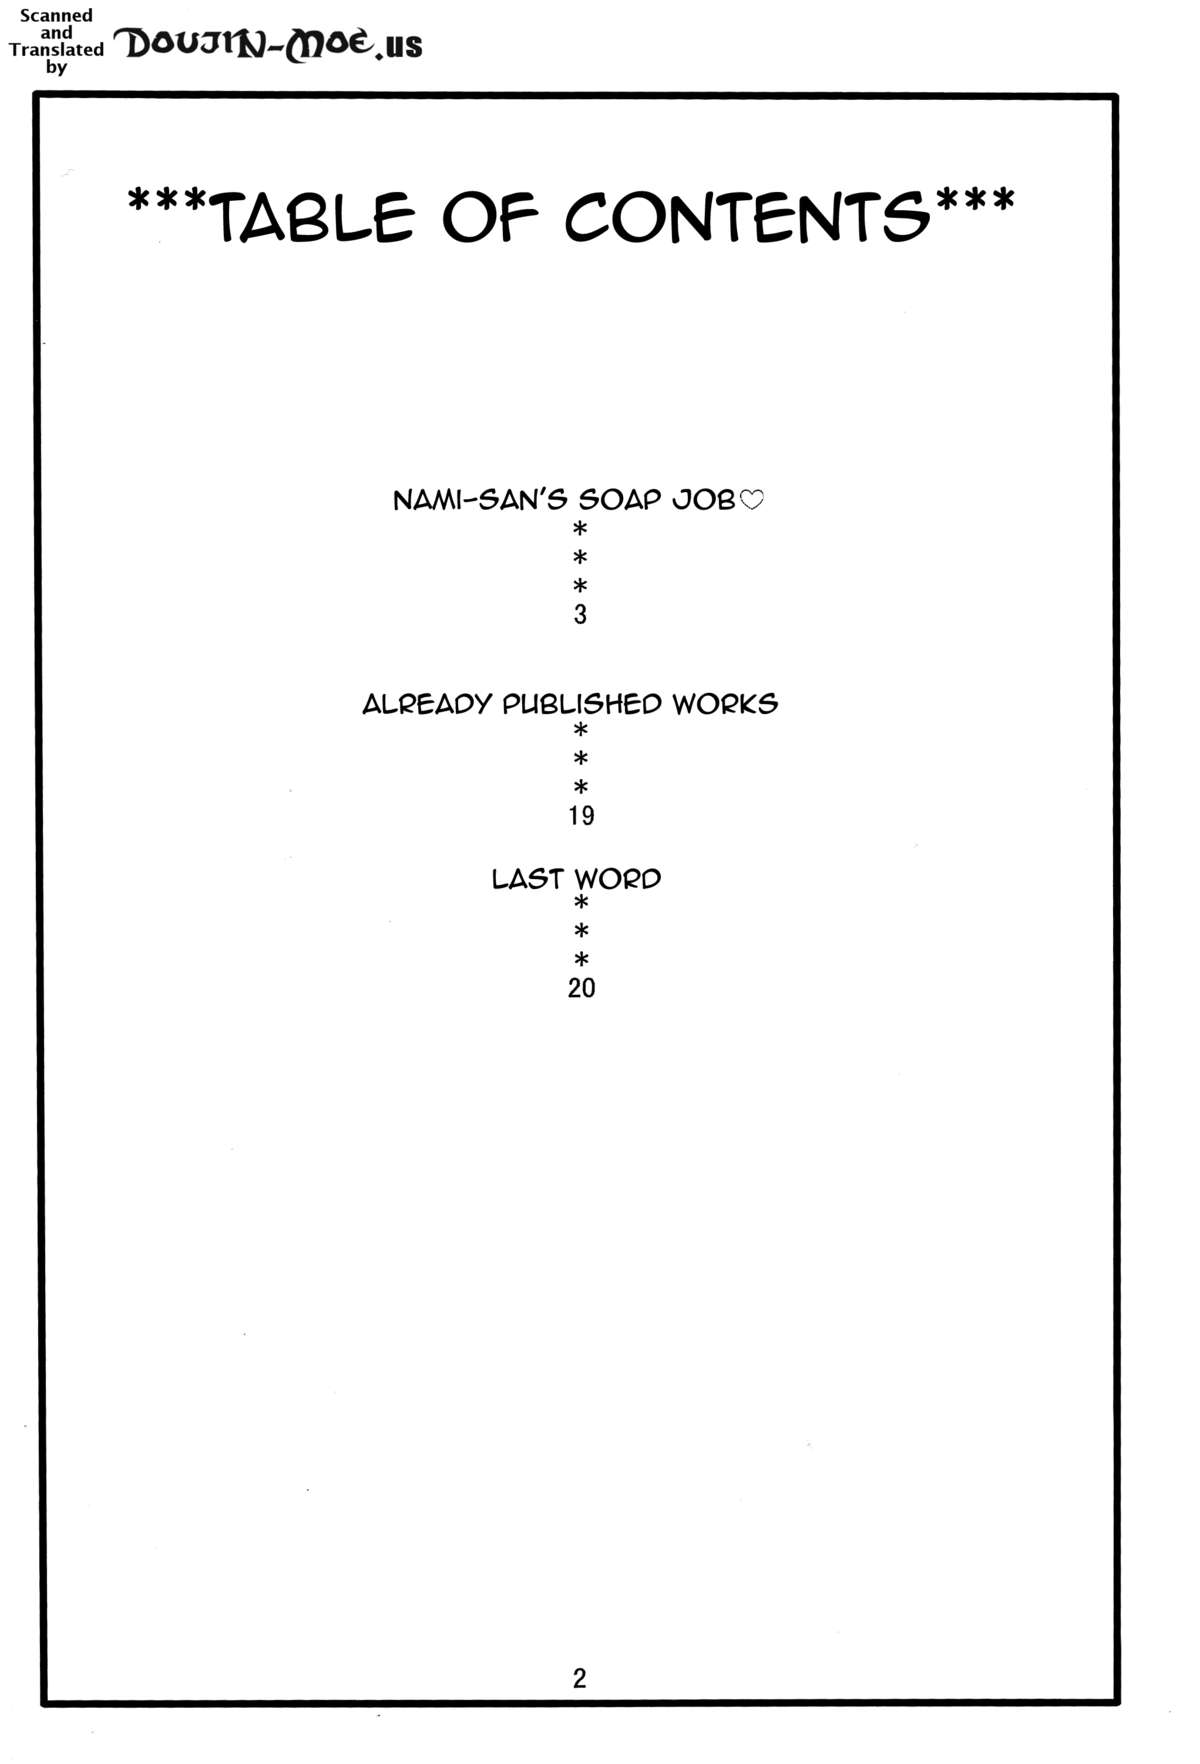 Scanned
and
Translated
by
Doujin-Moe.us
***TABLE OF CONTENTS***
NAMI-SAN'S SOAP JOB♡
*
*
*
3
ALREADY PUBLISHED WORKS
*
*
*
19
LAST WORD
*
*
*
20
2